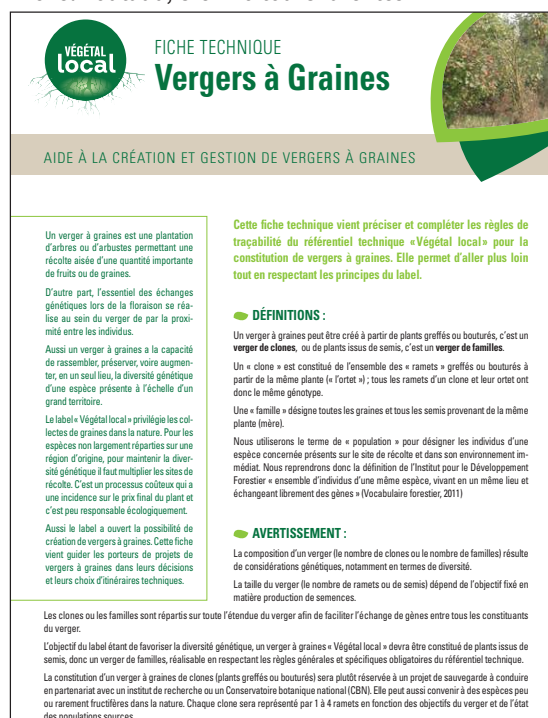 VÉGÉTAL
local
FICHE TECHNIQUE
Vergers à Graines
AIDE À LA CRÉATION ET GESTION DE VERGERS À GRAINES
Un verger à graines est une plantation
d'arbres ou d'arbustes permettant une
récolte aisée d'une quantité importante
de fruits ou de graines.
D'autre part, l'essentiel des échanges
génétiques lors de la floraison se réa-
lise au sein du verger de par la proxi-
mité entre les individus.
Aussi un verger à graines a la capacité
de rassembler, préserver, voire augmen-
ter, en un seul lieu, la diversité génétique
d'une espèce présente à l'échelle d'un
grand territoire.
Le label « Végétal local » privilégie les col-
lectes de graines dans la nature. Pour les
espèces non largement réparties sur une
région d'origine, pour maintenir la diver-
sité génétique il faut multiplier les sites de
récolte. C'est un processus coûteux qui a
une incidence sur le prix final du plant et
c'est peu responsable écologiquement.
Aussi le label a ouvert la possibilité de
création de vergers à graines. Cette fiche
vient guider les porteurs de projets de
vergers à graines dans leurs décisions
et leurs choix d'itinéraires techniques.
Cette fiche technique vient préciser et compléter les règles de
traçabilité du référentiel technique «Végétal local» pour la
constitution de vergers à graines. Elle permet d'aller plus loin
tout en respectant les principes du label.
DÉFINITIONS :
Un verger à graines peut être créé à partir de plants greffés ou bouturés, c'est un
verger de clones, ou de plants issus de semis, c'est un verger de familles.
Un « clone » est constitué de l'ensemble des « ramets » greffés ou bouturés à
partir de la même plante (« l'ortet ») ; tous les ramets d'un clone et leur ortet ont
donc le même génotype.
Une « famille » désigne toutes les graines et tous les semis provenant de la même
plante (mère).
Nous utiliserons le terme de « population » pour désigner les individus d'une
espèce concernée présents sur le site de récolte et dans son environnement im-
médiat. Nous reprendrons donc la définition de l'Institut pour le Développement
Forestier « ensemble d'individus d'une même espèce, vivant en un même lieu et
échangeant librement des gènes » (Vocabulaire forestier, 2011)
AVERTISSEMENT :
La composition d'un verger (le nombre de clones ou le nombre de familles) résulte
de considérations génétiques, notamment en termes de diversité.
La taille du verger (le nombre de ramets ou de semis) dépend de l'objectif fixé en
matière production de semences.
Les clones ou les familles sont répartis sur toute l'étendue du verger afin de faciliter l'échange de gènes entre tous les constituants
du verger.
L'objectif du label étant de favoriser la diversité génétique, un verger à graines « Végétal local » devra être constitué de plants issus de
semis, donc un verger de familles, réalisable en respectant les règles générales et spécifiques obligatoires du référentiel technique.
La constitution d'un verger à graines de clones (plants greffés ou bouturés) sera plutôt réservée à un projet de sauvegarde à conduire
en partenariat avec un institut de recherche ou un Conservatoire botanique national (CBN). Elle peut aussi convenir à des espèces peu
ou rarement fructifères dans la nature. Chaque clone sera représenté par 1 à 4 ramets en fonction des objectifs du verger et de l'état
des populations sources.